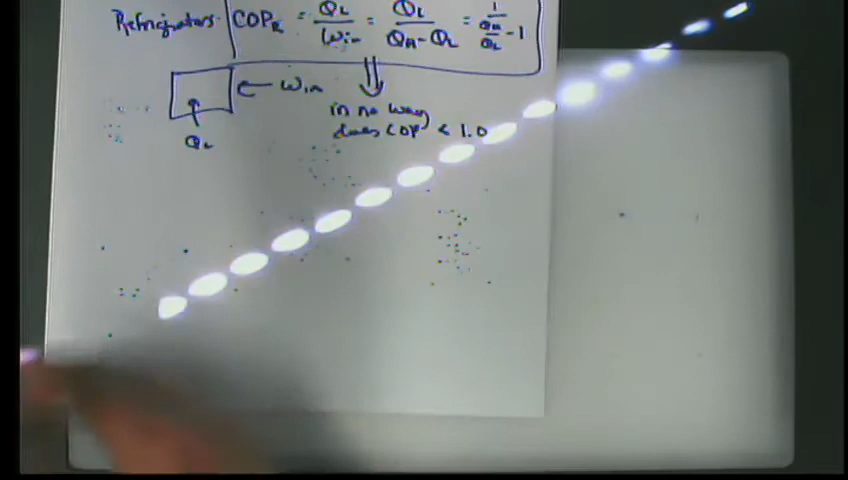 Refrigerators- COP_R = Q_L / W_in = Q_L / (Q_H - Q_L) = 1 / (Q_H/Q_L - 1)
← W_in
in no way
does COP < 1.0
Q_L